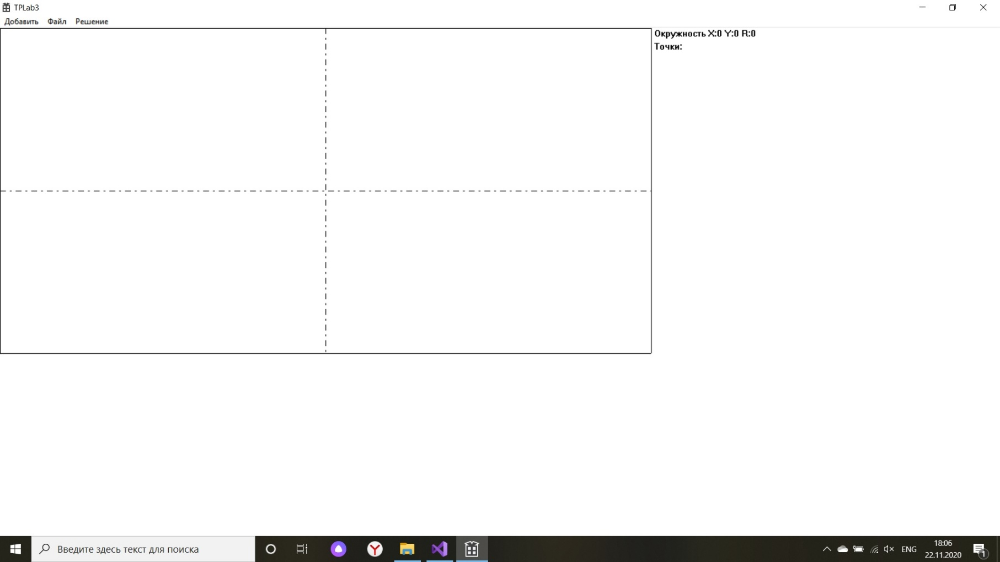 TPLab3
Добавить Файл Решение
Окружность X:0 Y:0 R:0
Точки:
Введите здесь текст для поиска
ENG
18:06
22.11.2020
1